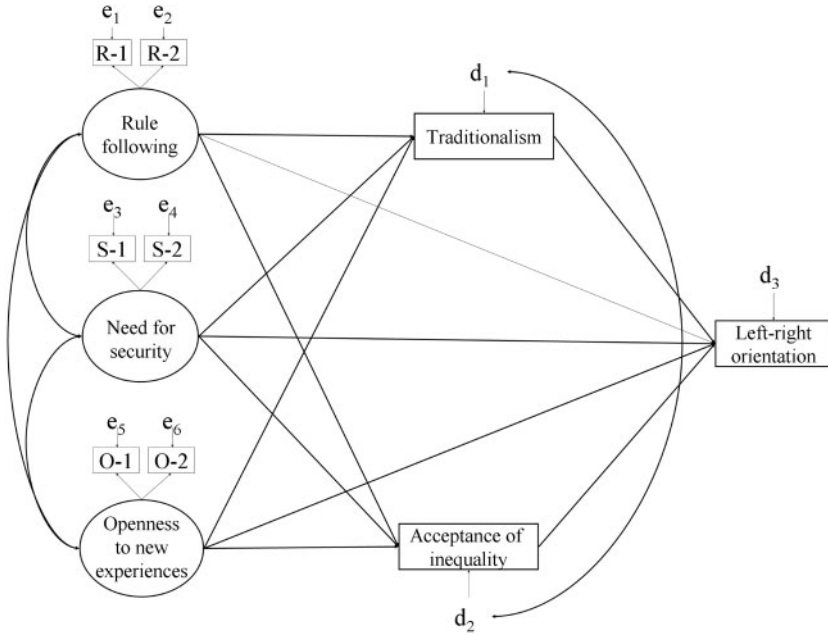 e1 e2
R-1 R-2
Rule
following
e3 e4
S-1 S-2
Need for
security
e5 e6
O-1 O-2
Openness
to new
experiences
d1
Traditionalism
Acceptance of
inequality
d2
d3
Left-right
orientation